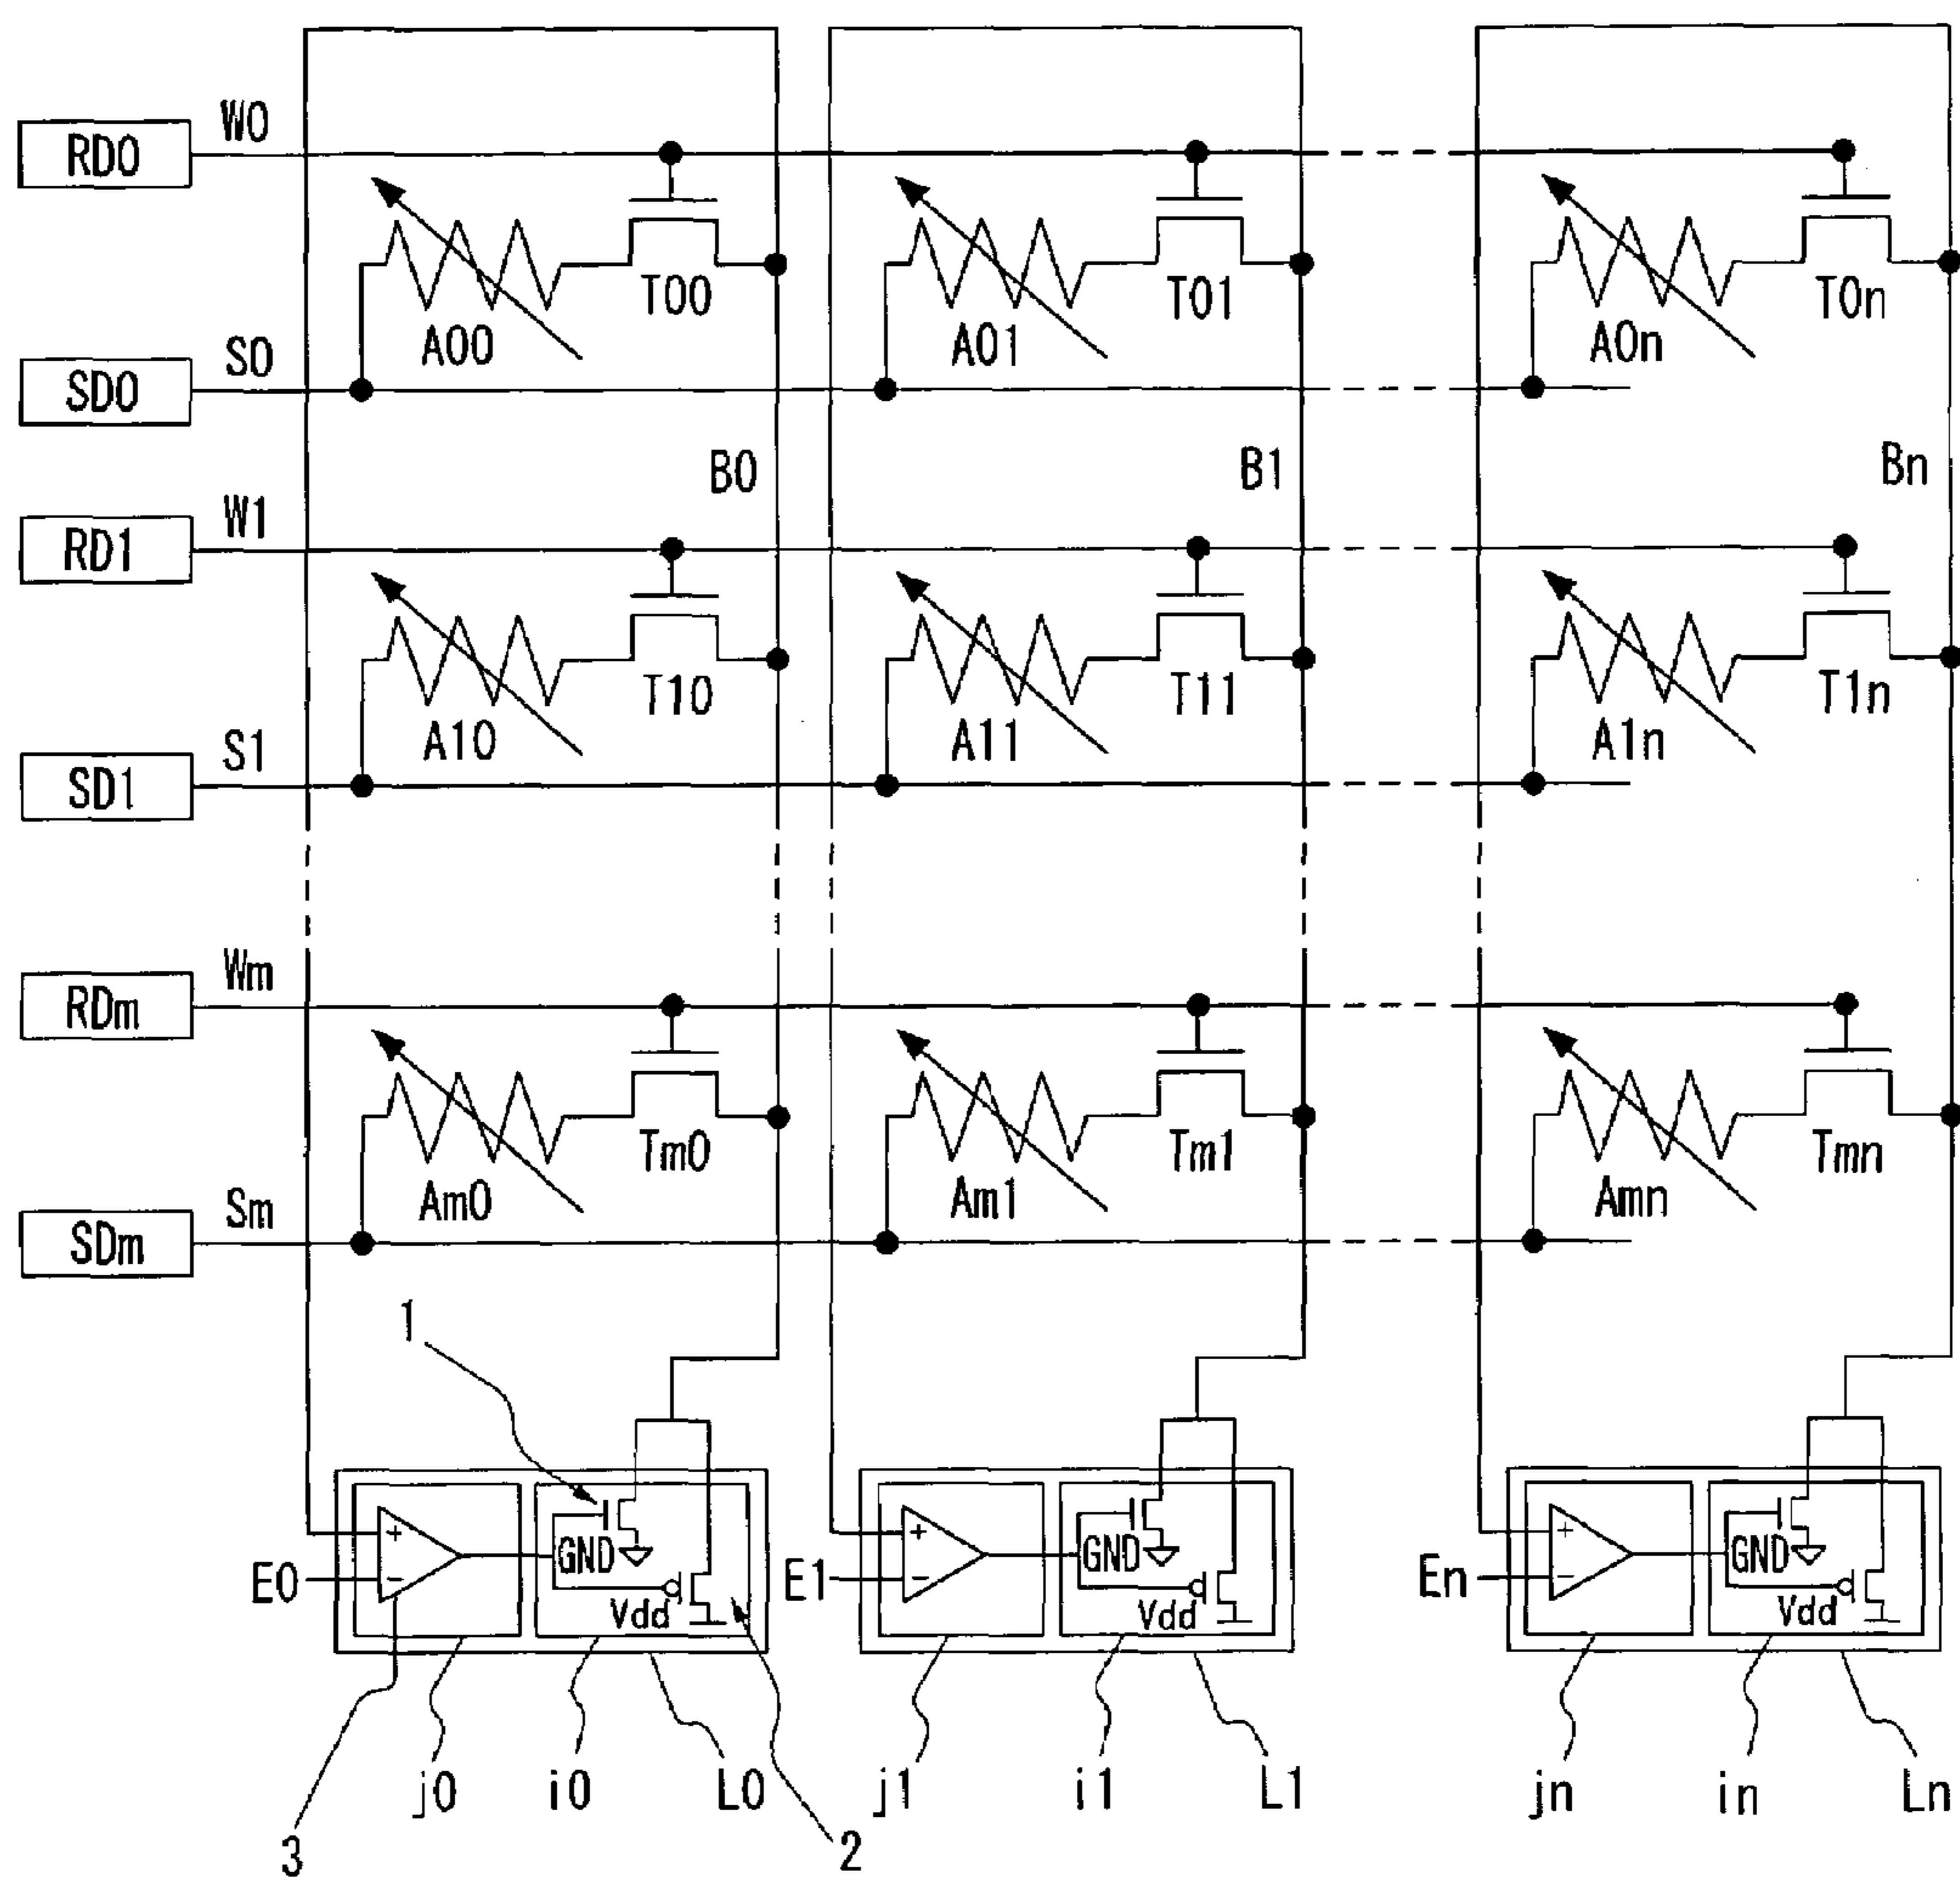 W0
RD0
T00 T01 T0n
A00 A01 A0n
S0
SD0
B0 B1 Bn
W1
RD1
T10 T11 T1n
A10 A11 A1n
S1
SD1
Wm
RDm
Tm0 Tm1 Tmn
Am0 Am1 Amn
Sm
SDm
1
+ + +
GND GND GND
E0 − E1 − En −
Vdd Vdd Vdd
j0 i0 L0 j1 i1 L1 jn in Ln
3 2